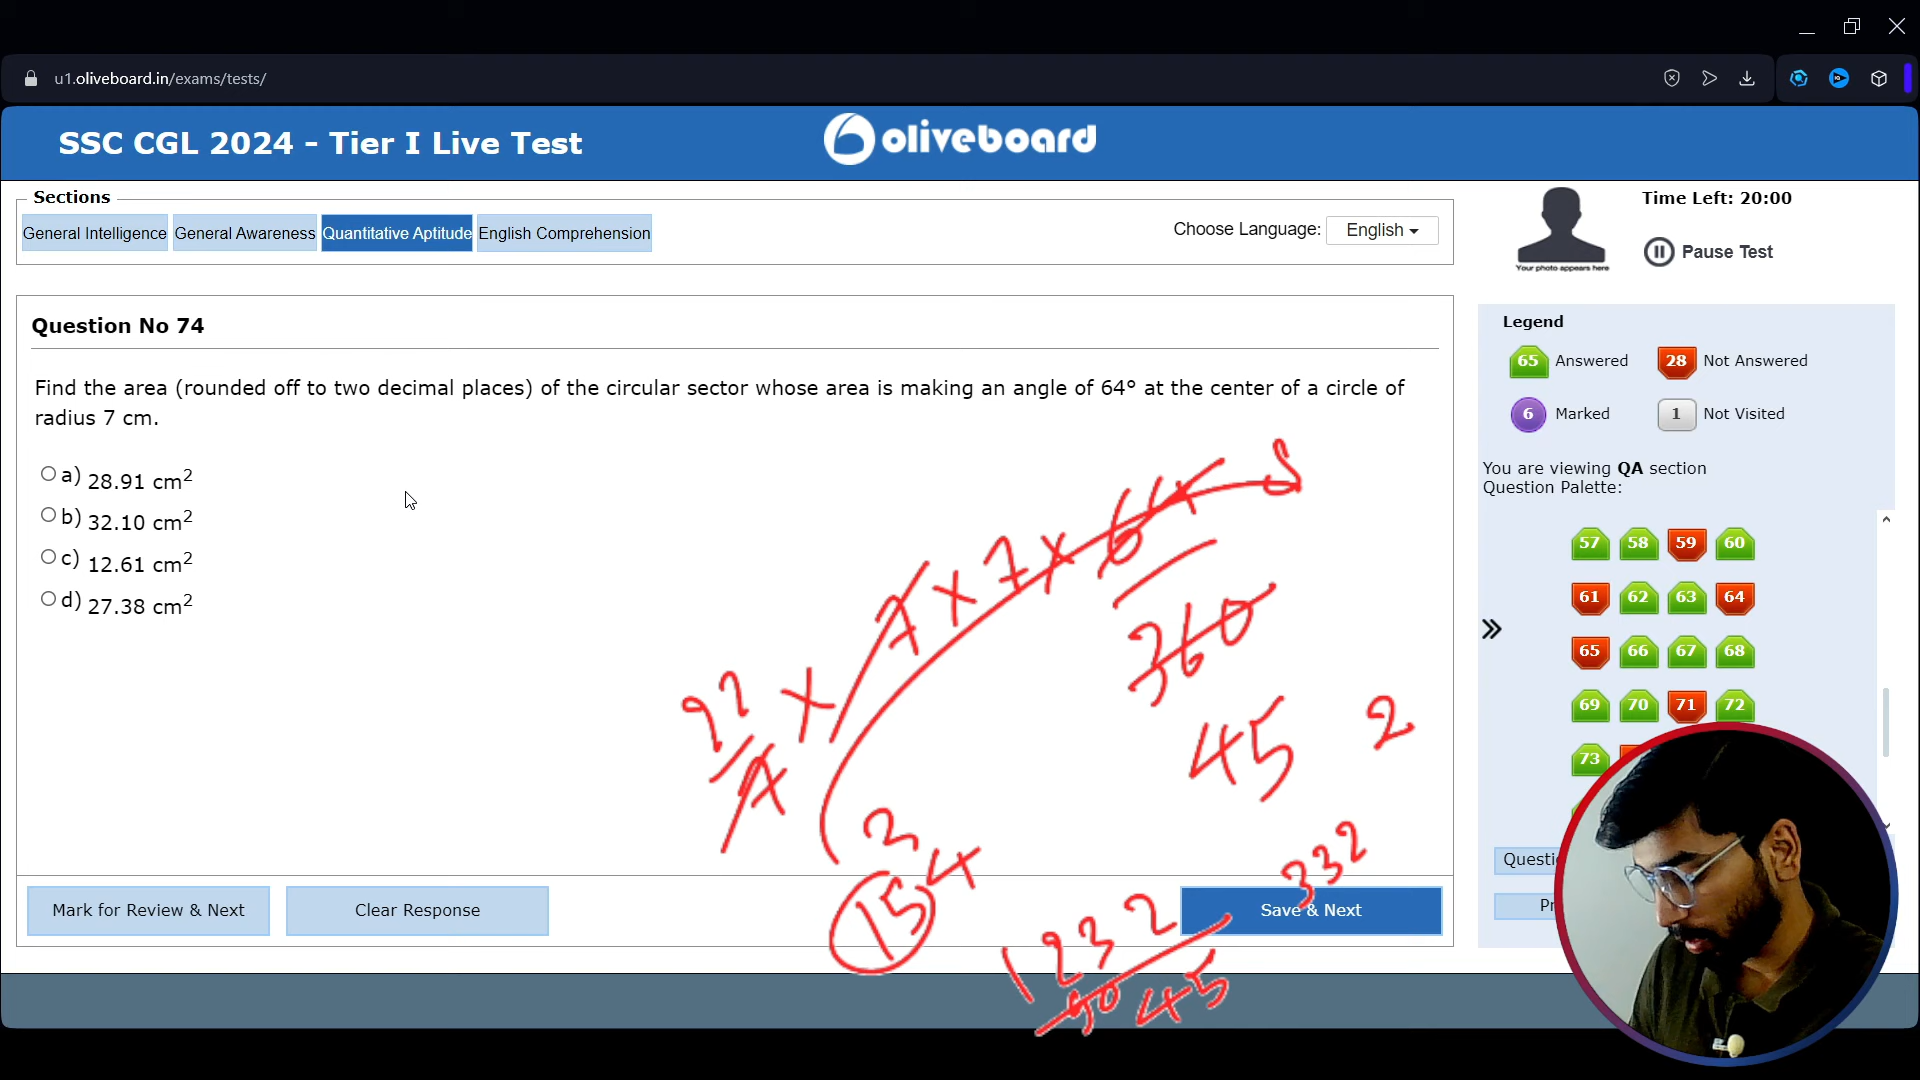 u1.oliveboard.in/exams/tests/
SSC CGL 2024 - Tier I Live Test
oliveboard
Sections
General Intelligence
General Awareness
Quantitative Aptitude
English Comprehension
Choose Language: English
Your photo appears here
Time Left: 20:00
Pause Test
Question No 74
Find the area (rounded off to two decimal places) of the circular sector whose area is making an angle of 64° at the center of a circle of
radius 7 cm.
a) 28.91 cm²
b) 32.10 cm²
c) 12.61 cm²
d) 27.38 cm²
22
7
× 7 × 7 × 64 8
360
45 2
3
154
1232
45
332
90
Mark for Review & Next
Clear Response
Save & Next
Legend
65 Answered
28 Not Answered
6 Marked
1 Not Visited
You are viewing QA section
Question Palette:
57 58 59 60
61 62 63 64
65 66 67 68
69 70 71 72
73